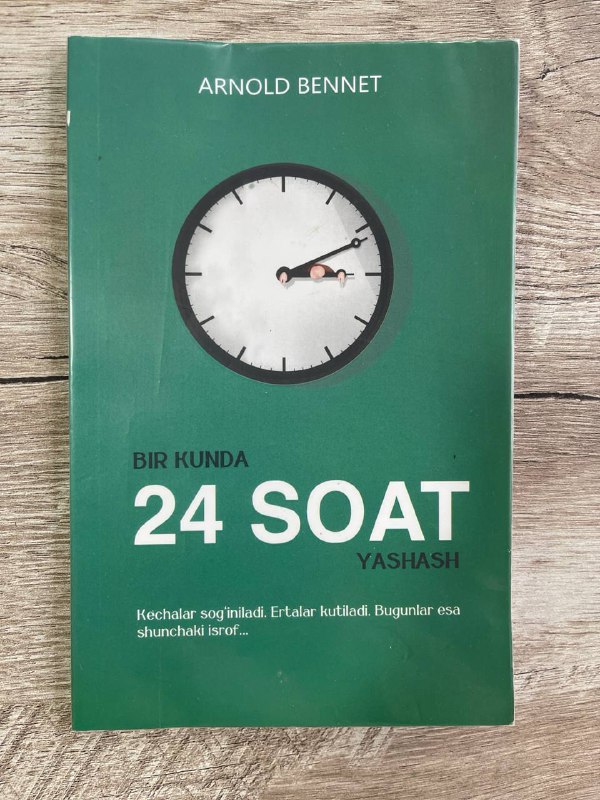 ARNOLD BENNET
BIR KUNDA
24 SOAT
YASHASH
Kechalar sog'iniladi. Ertalar kutiladi. Bugunlar esa
shunchaki isrof...